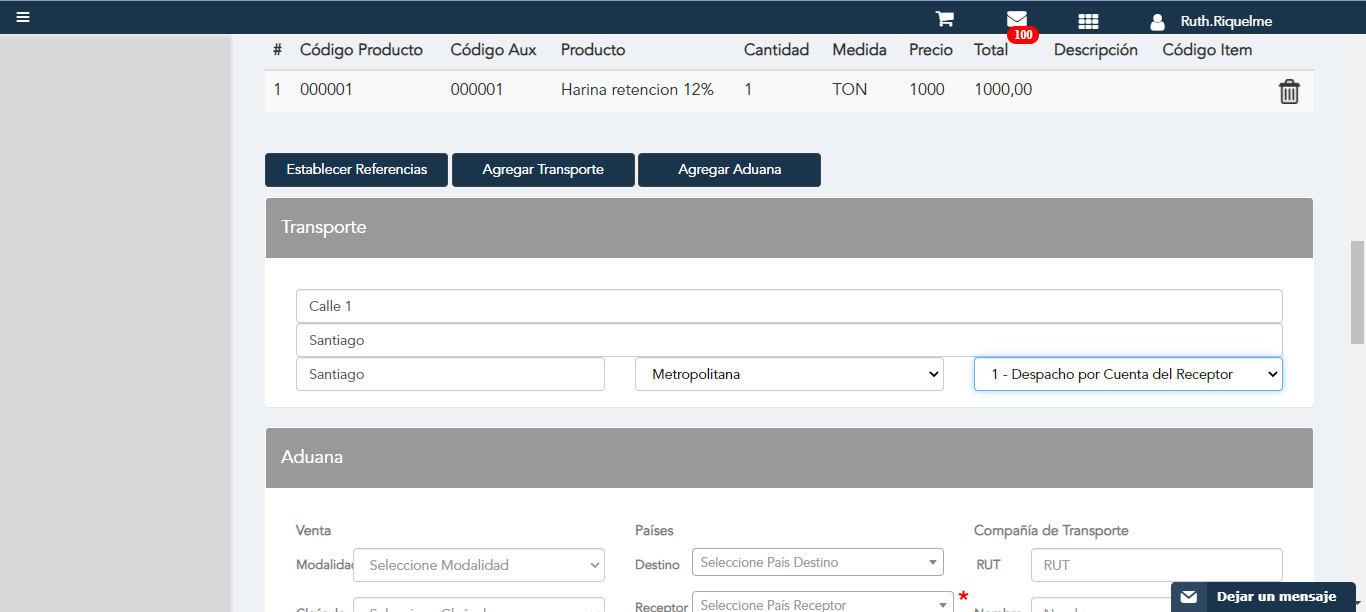 Ruth.Riquelme
100
# Código Producto Código Aux Producto Cantidad Medida Precio Total Descripción Código Item
1 000001 000001 Harina retencion 12% 1 TON 1000 1000,00
Establecer Referencias Agregar Transporte Agregar Aduana
Transporte
Calle 1
Santiago
Santiago Metropolitana 1 - Despacho por Cuenta del Receptor
Aduana
Venta Países Compañía de Transporte
Modalidad Seleccione Modalidad Destino Seleccione País Destino RUT RUT
Receptor Seleccione País Receptor *
Dejar un mensaje